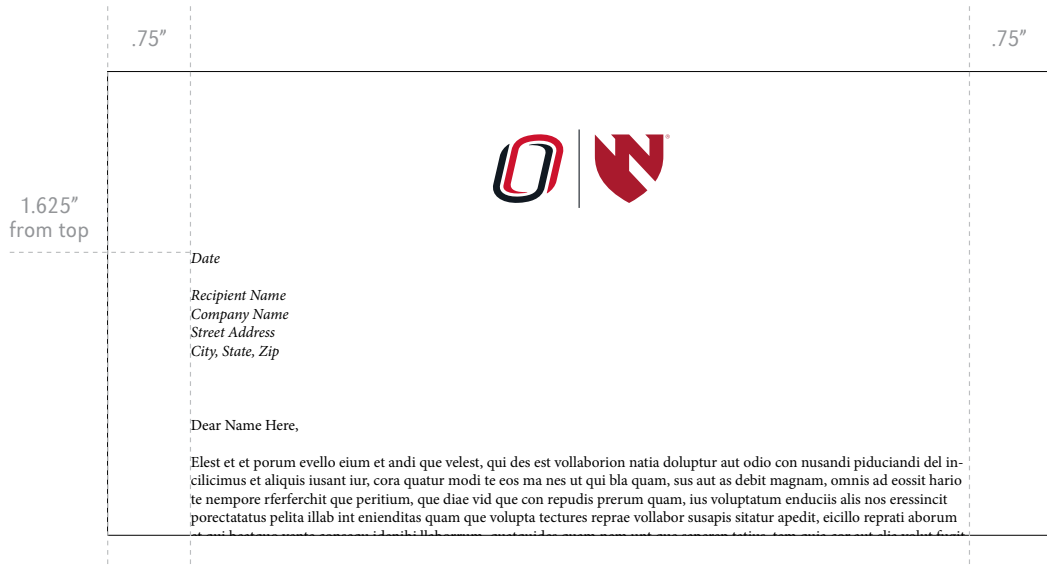 .75″
.75″
1.625″
from top
Date
Recipient Name
Company Name
Street Address
City, State, Zip
Dear Name Here,
Elest et et porum evello eium et andi que velest, qui des est vollaborion natia doluptur aut odio con nusandi piduciandi del in-
cilicimus et aliquis iusant iur, cora quatur modi te eos ma nes ut qui bla quam, sus aut as debit magnam, omnis ad eossit hario
te nempore rferferchit que peritium, que diae vid que con repudis prerum quam, ius voluptatum enduciis alis nos eressincit
porectatatus pelita illab int enienditas quam que volupta tectures reprae vollabor susapis sitatur apedit, eicillo reprati aborum